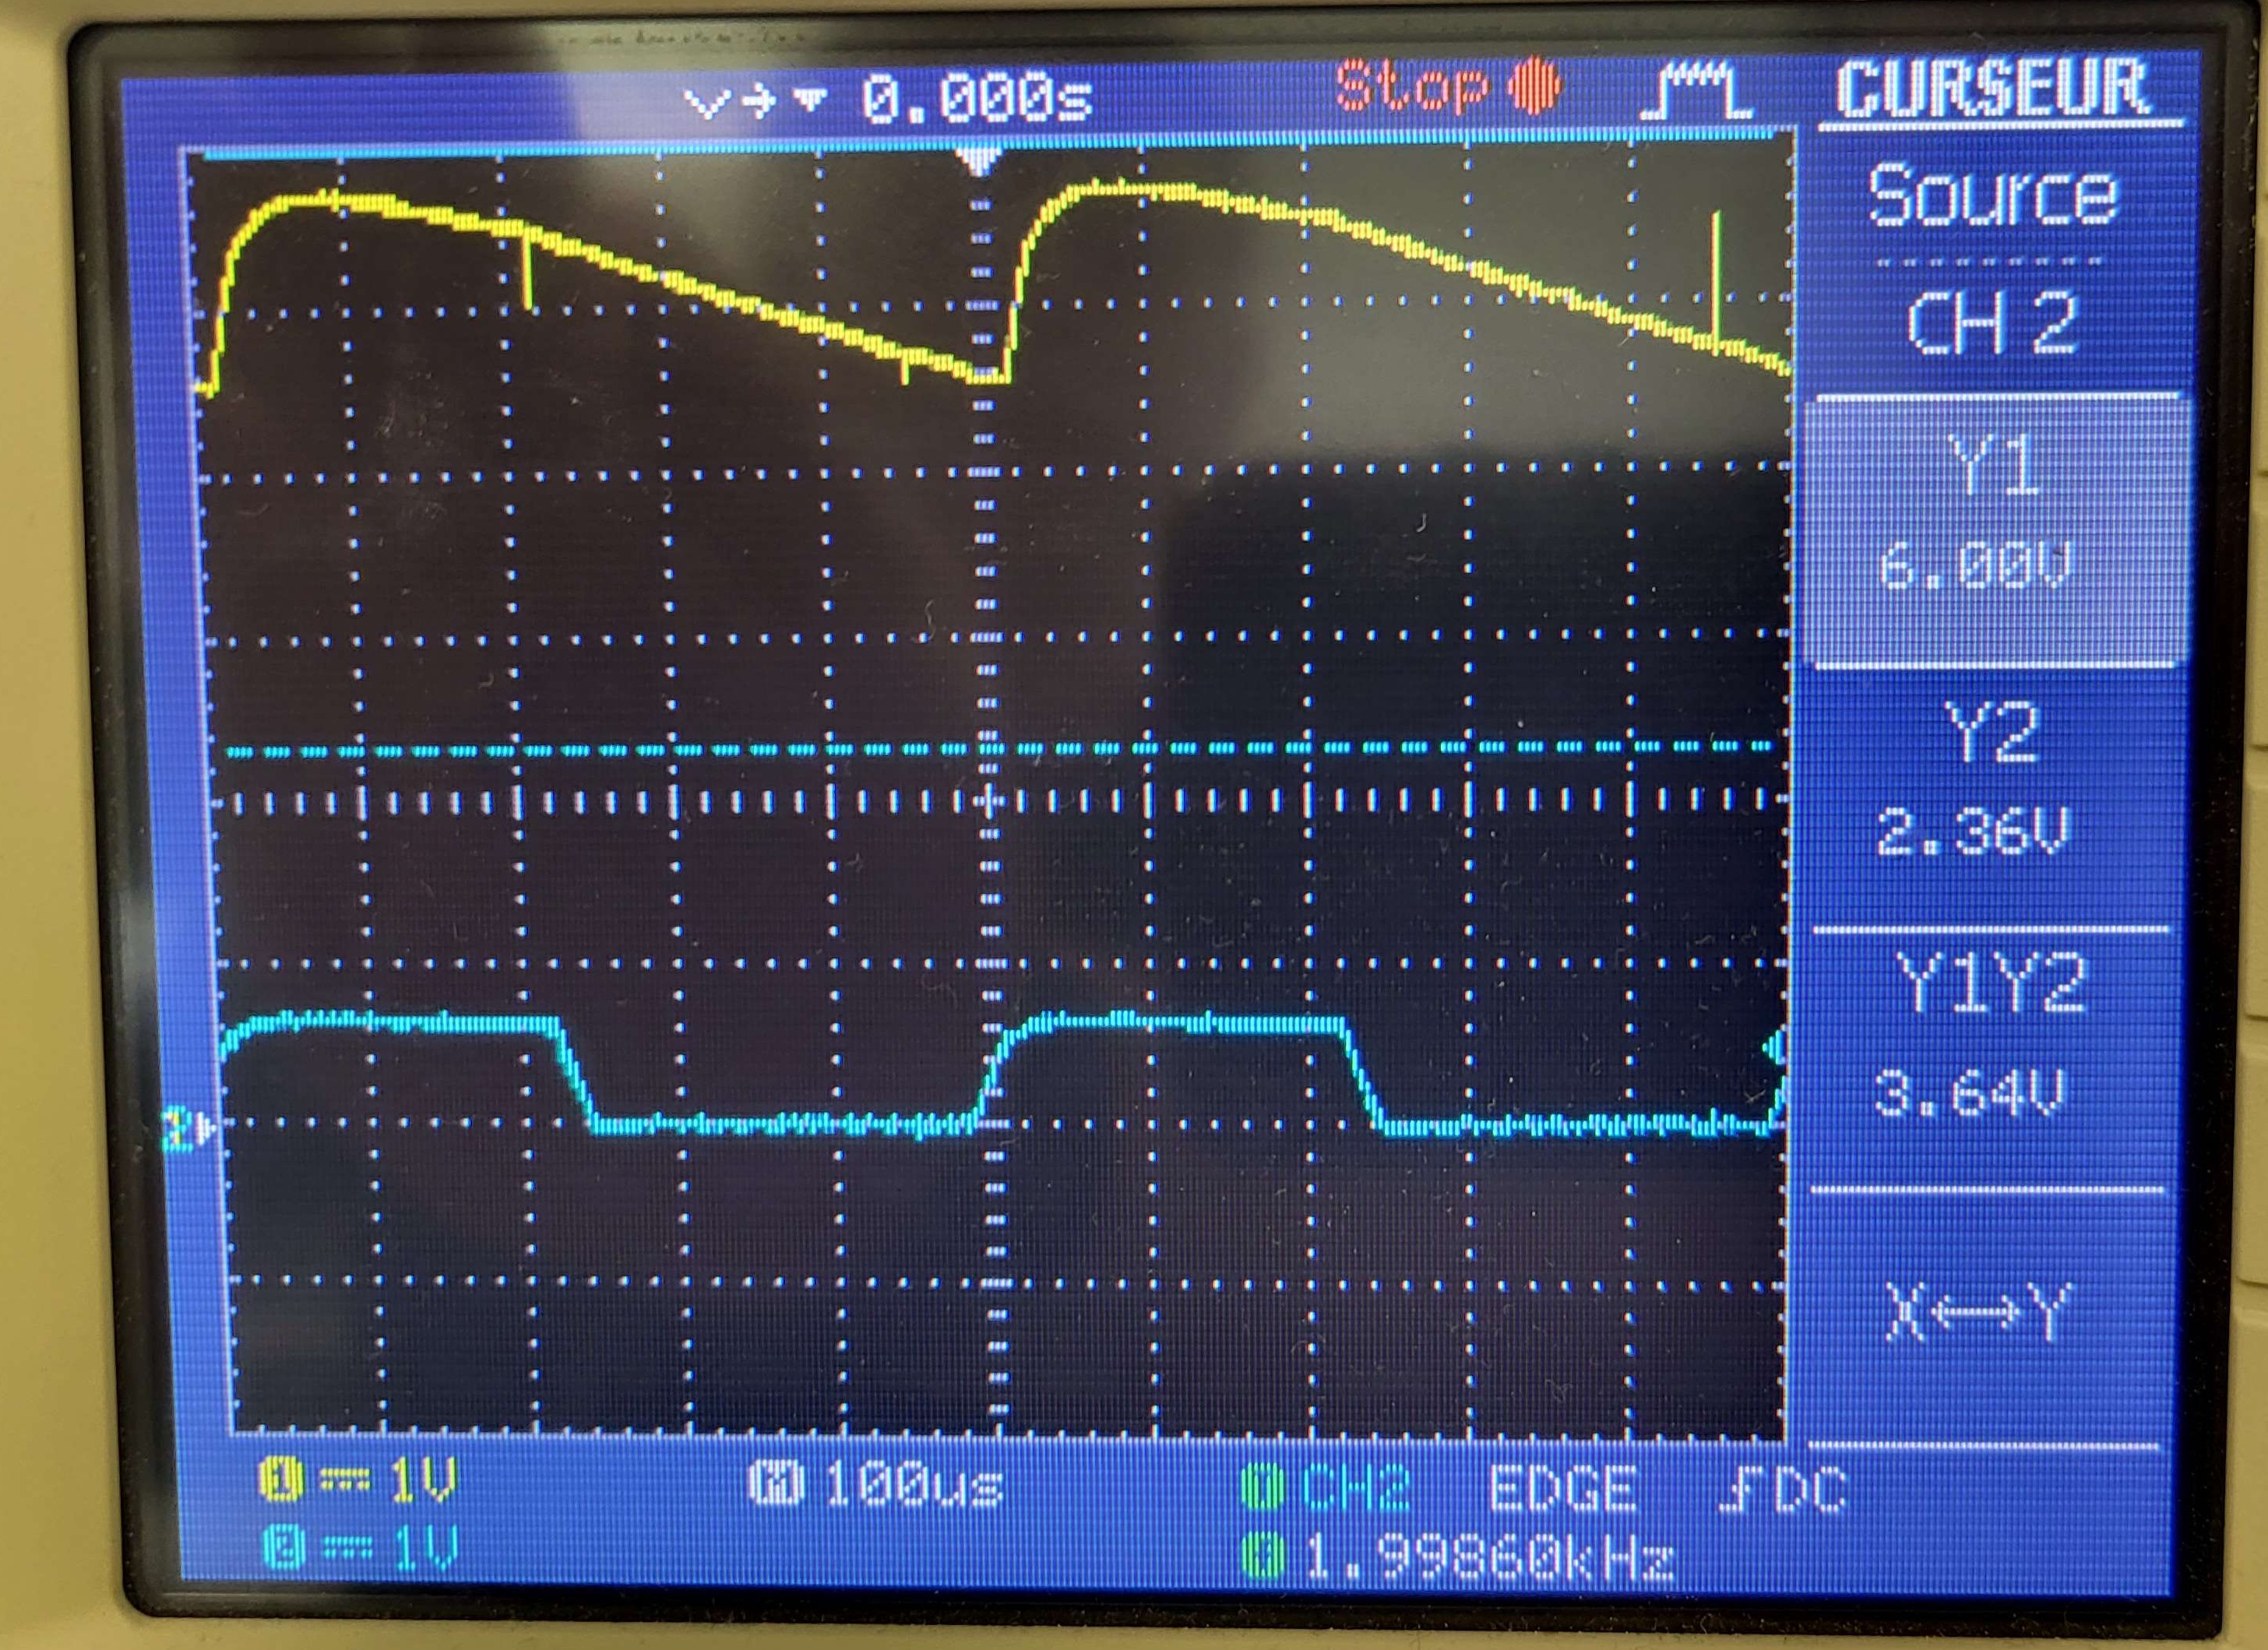 0.000s Stop CURSEUR
Source
CH 2
Y1
6.00V
Y2
2.36V
Y1Y2
3.64V
X↔Y
2
1 1V M 100us T CH2 EDGE DC
2 1V 1.99860kHz